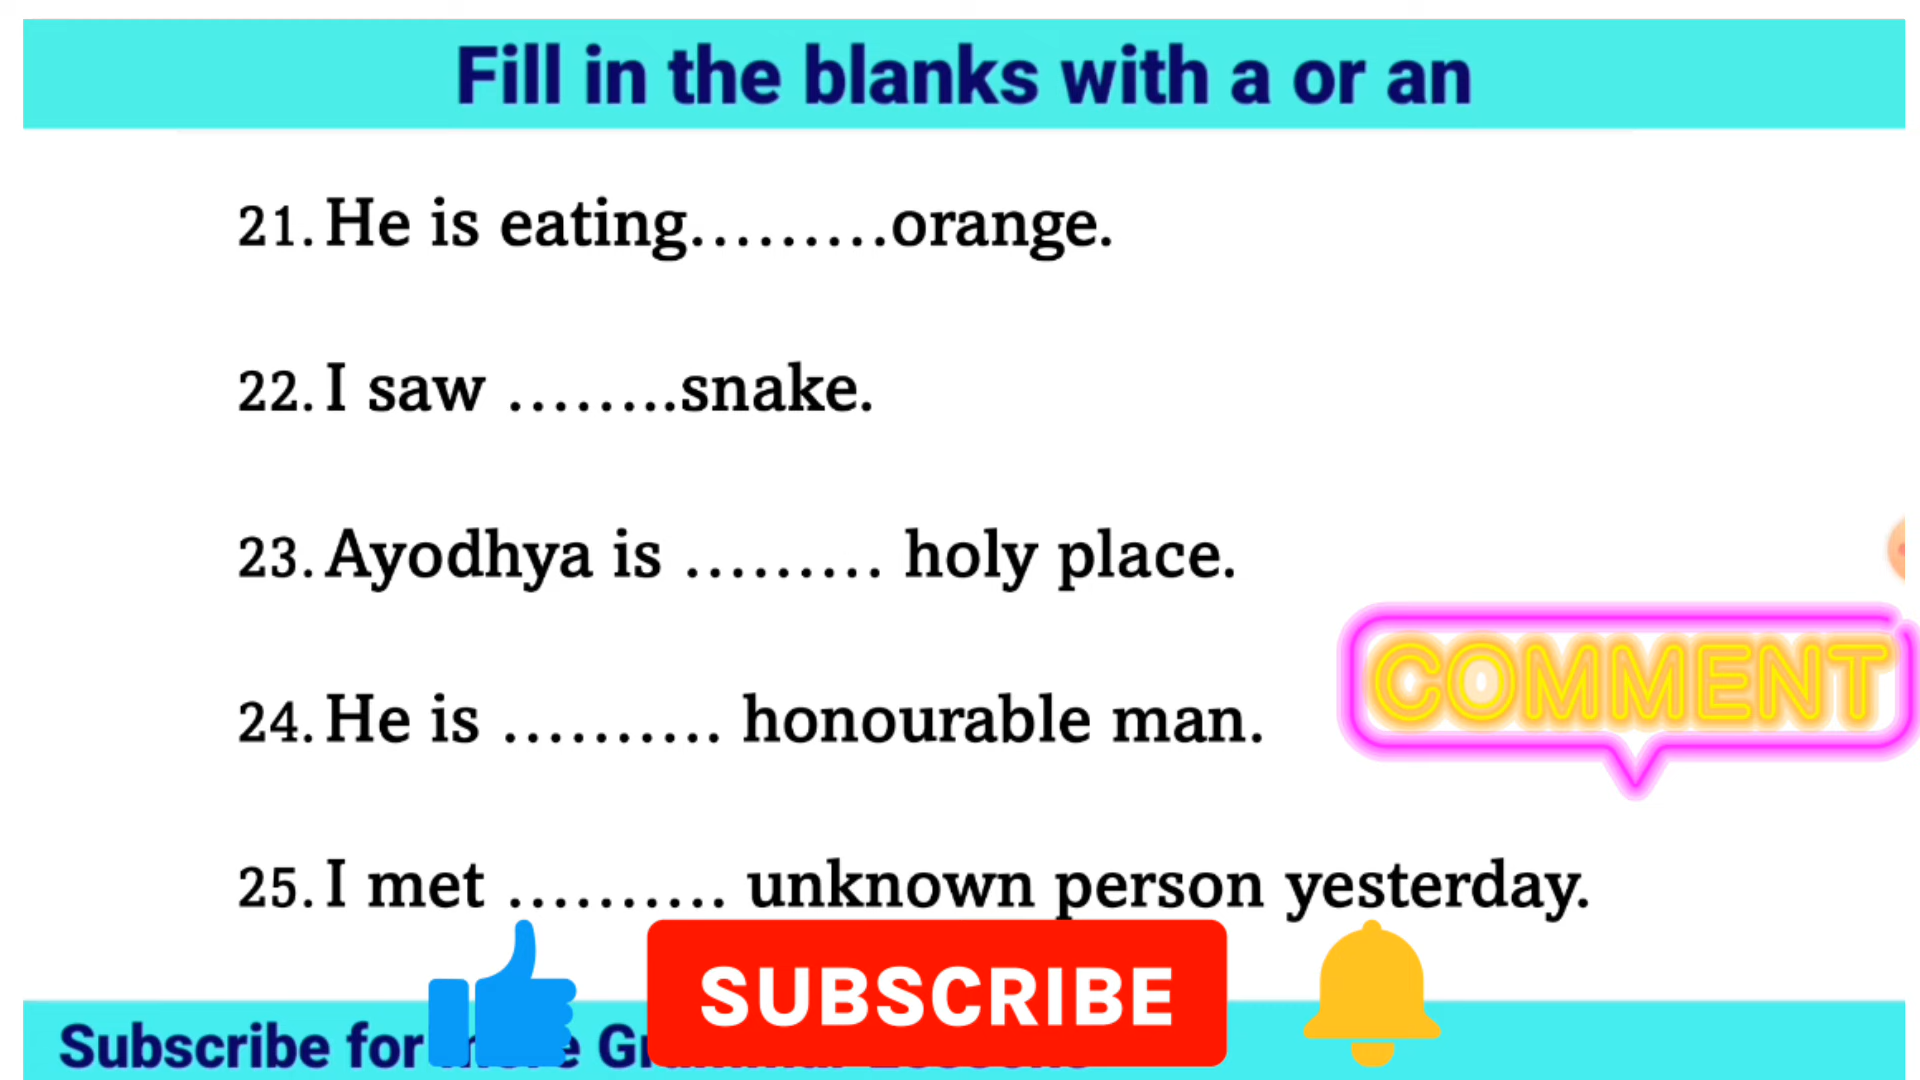 Fill in the blanks with a or an
21. He is eating.........orange.
22. I saw ........snake.
23. Ayodhya is ......... holy place.
24. He is .......... honourable man.
COMMENT
25. I met .......... unknown person yesterday.
SUBSCRIBE
Subscribe for